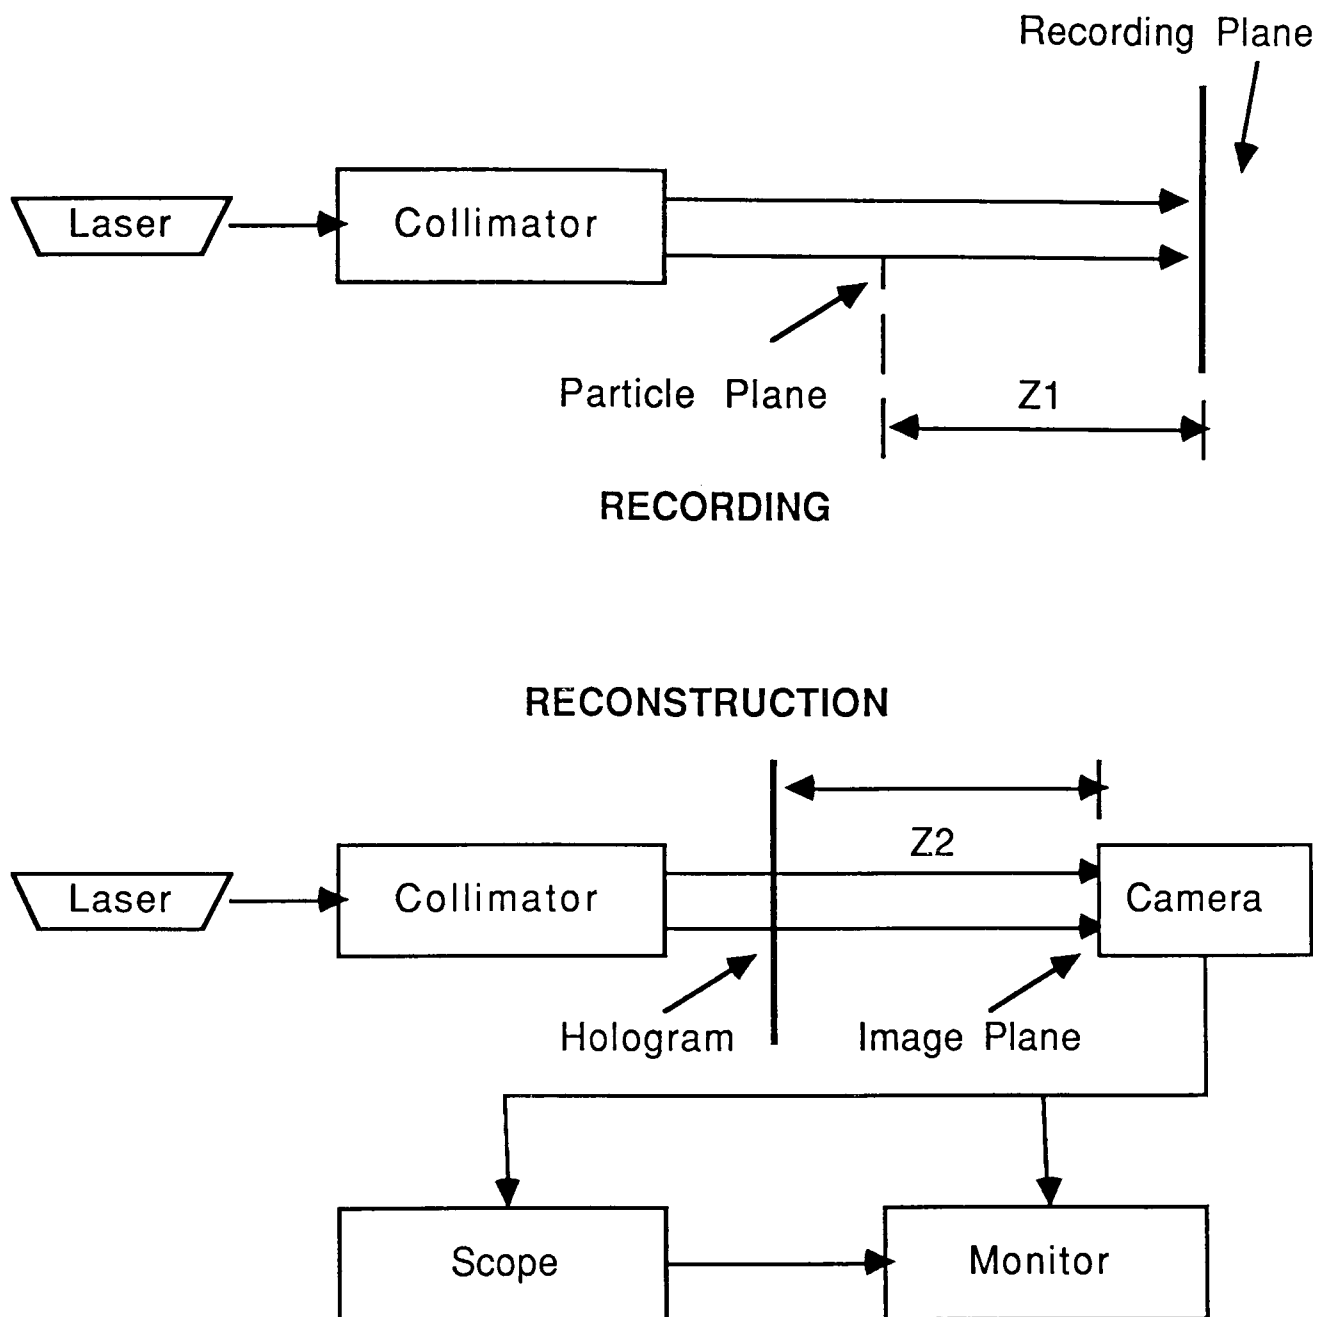 Recording Plane
Laser
Collimator
Particle Plane
Z1
RECORDING
RECONSTRUCTION
Z2
Laser
Collimator
Camera
Hologram
Image Plane
Scope
Monitor